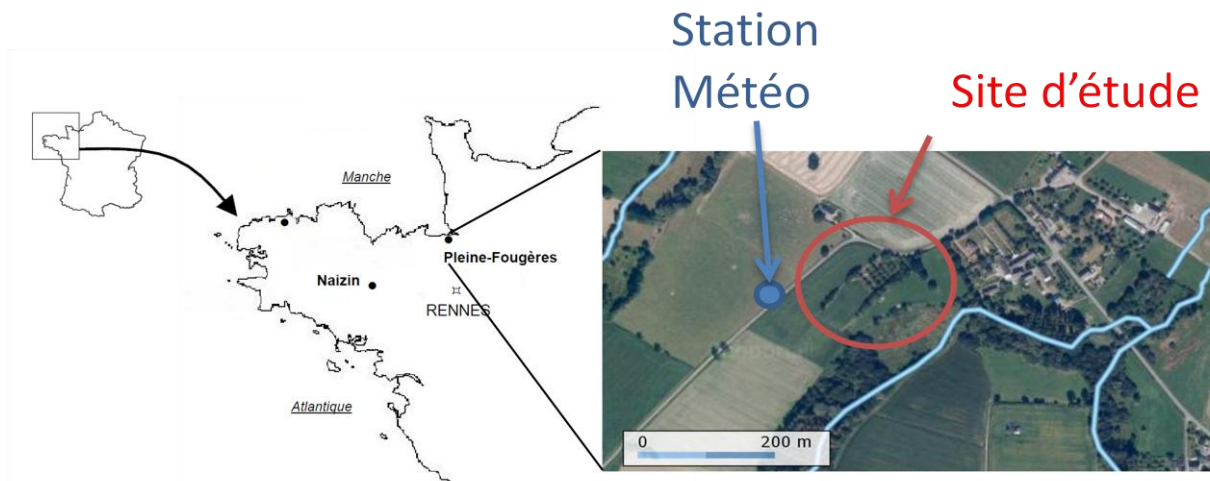 Station
Météo
Site d'étude
Manche
Pleine-Fougères
Naizin
RENNES
Atlantique
0 200 m